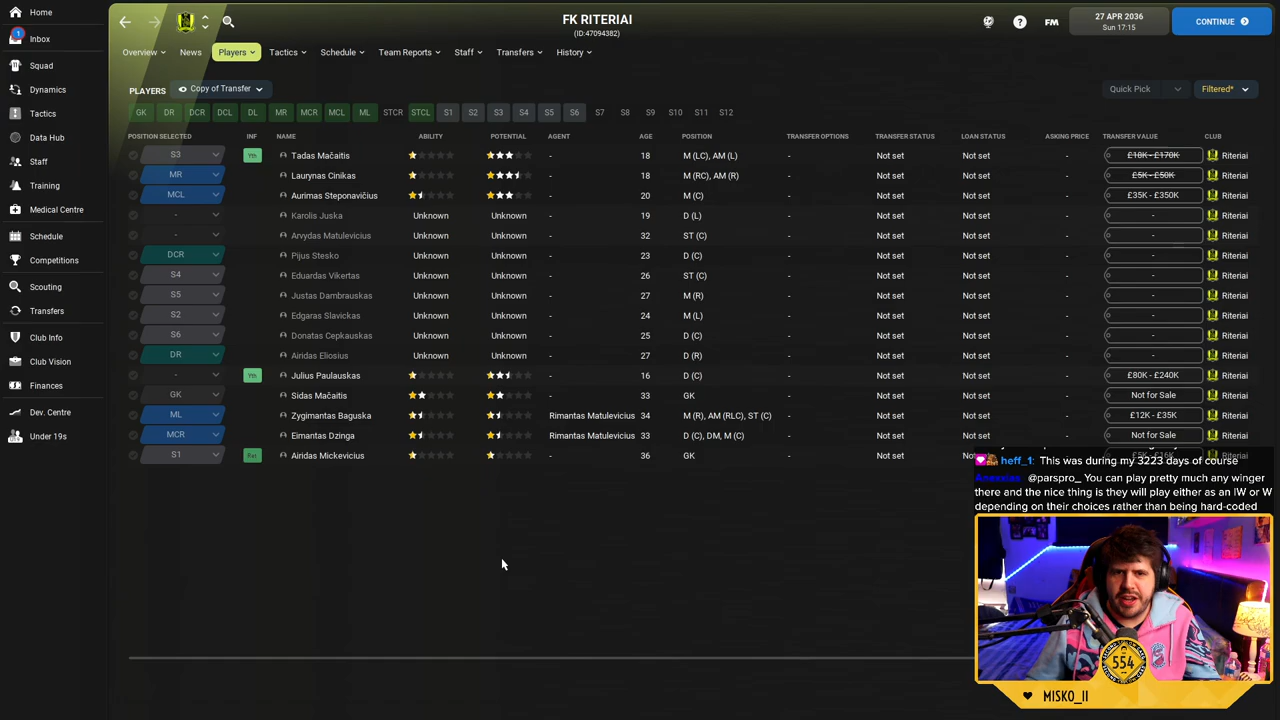 Home
FK RITERIAI
(ID:47094382)
FM
27 APR 2036
Sun 17:15
CONTINUE
1
Inbox
Overview
News
Players
Tactics
Schedule
Team Reports
Staff
Transfers
History
Squad
Dynamics
Tactics
Data Hub
Staff
Training
Medical Centre
Schedule
Competitions
Scouting
Transfers
Club Info
Club Vision
Finances
Dev. Centre
Under 19s
PLAYERS Copy of Transfer Quick Pick Filtered*
GK DR DCR DCL DL MR MCR MCL ML STCR STCL S1 S2 S3 S4 S5 S6 S7 S8 S9 S10 S11 S12
POSITION SELECTED INF NAME ABILITY POTENTIAL AGENT AGE POSITION TRANSFER OPTIONS TRANSFER STATUS LOAN STATUS ASKING PRICE TRANSFER VALUE CLUB
S3 Yth Tadas Mačaitis - 18 M (LC), AM (L) - Not set Not set - £18K - £170K Riteriai
MR Laurynas Cinikas - 18 M (RC), AM (R) - Not set Not set - £5K - £50K Riteriai
MCL Aurimas Steponavičius - 20 M (C) - Not set Not set - £35K - £350K Riteriai
- Karolis Juska Unknown Unknown - 19 D (L) - Not set Not set - - Riteriai
- Arvydas Matulevicius Unknown Unknown - 32 ST (C) - Not set Not set - - Riteriai
DCR Pijus Stesko Unknown Unknown - 23 D (C) - Not set Not set - - Riteriai
S4 Eduardas Vikertas Unknown Unknown - 26 ST (C) - Not set Not set - - Riteriai
S5 Justas Dambrauskas Unknown Unknown - 27 M (R) - Not set Not set - - Riteriai
S2 Edgaras Slavickas Unknown Unknown - 24 M (L) - Not set Not set - - Riteriai
S6 Donatas Cepkauskas Unknown Unknown - 25 D (C) - Not set Not set - - Riteriai
DR Airidas Eliosius Unknown Unknown - 27 D (R) - Not set Not set - - Riteriai
- Yth Julius Paulauskas - 16 D (C) - Not set Not set - £80K - £240K Riteriai
GK Sidas Mačaitis - 33 GK - Not set Not set - Not for Sale Riteriai
ML Zygimantas Baguska Rimantas Matulevicius 34 M (R), AM (RLC), ST (C) - Not set Not set - £12K - £35K Riteriai
MCR Eimantas Dzinga Rimantas Matulevicius 33 D (C), DM, M (C) - Not set Not set - Not for Sale Riteriai
S1 Airidas Mickevicius - 36 GK - Not set Riteriai
heff_1: This was during my 3223 days of course
@parspro_ You can play pretty much any winger
there and the nice thing is they will play either as an IW or W
depending on their choices rather than being hard-coded
554
MISKO_II